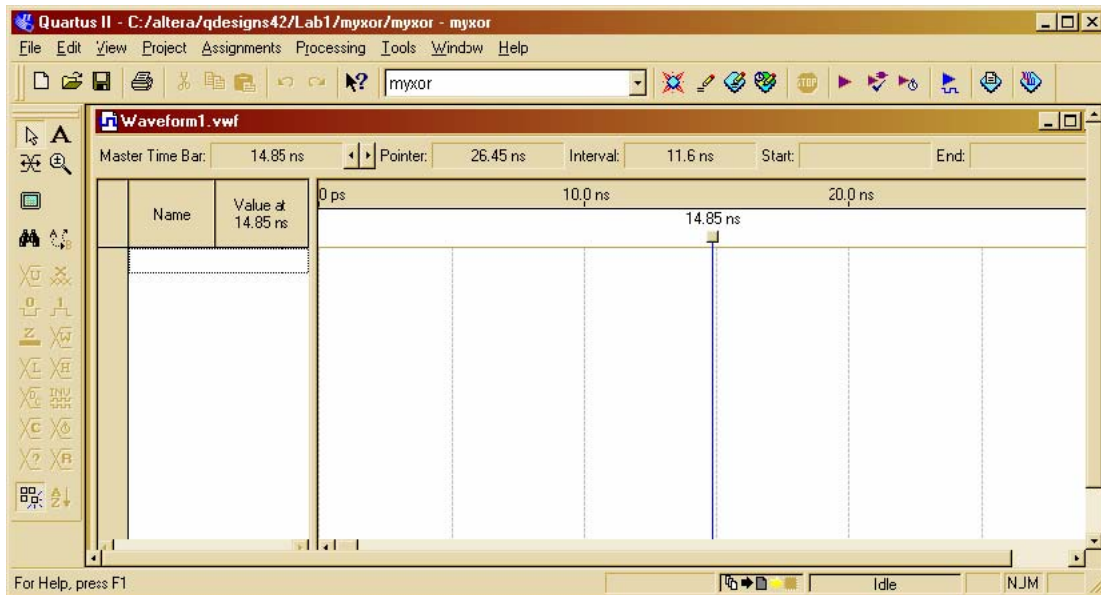 Quartus II - C:/altera/qdesigns42/Lab1/myxor/myxor - myxor
File Edit View Project Assignments Processing Tools Window Help
myxor
STOP
Waveform1.vwf
Master Time Bar: 14.85 ns Pointer: 26.45 ns Interval: 11.6 ns Start: End:
Name Value at 14.85 ns
0 ps 10.0 ns 20.0 ns
14.85 ns
For Help, press F1 Idle NUM